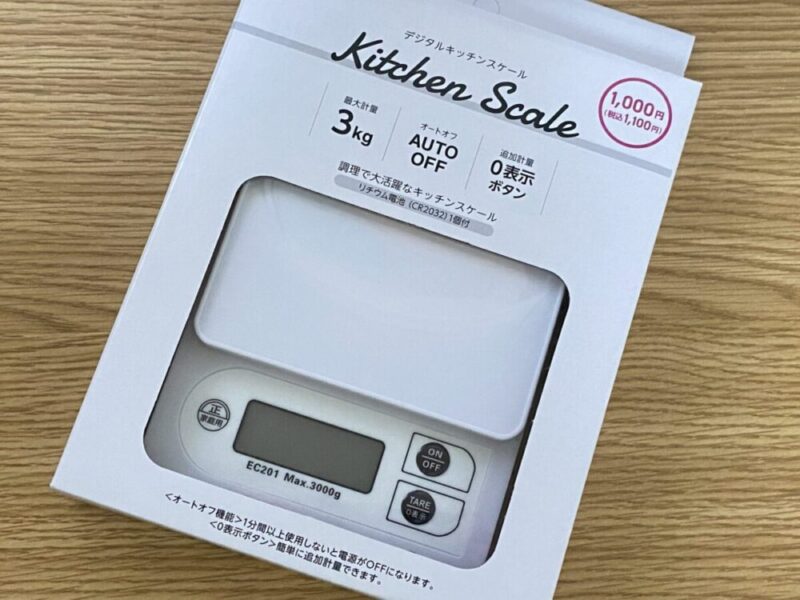 デジタルキッチンスケール
Kitchen Scale
1,000円
(税込1,100円)
最大計量
3kg
オートオフ
AUTO
OFF
追加計量
0表示
ボタン
調理で大活躍なキッチンスケール
リチウム電池 (CR2032) 1個付
正
家庭用
EC201 Max.3000g
ON
OFF
TARE
0表示
<オートオフ機能>1分間以上使用しないと電源がOFFになります。
<0表示ボタン>簡単に追加計量できます。